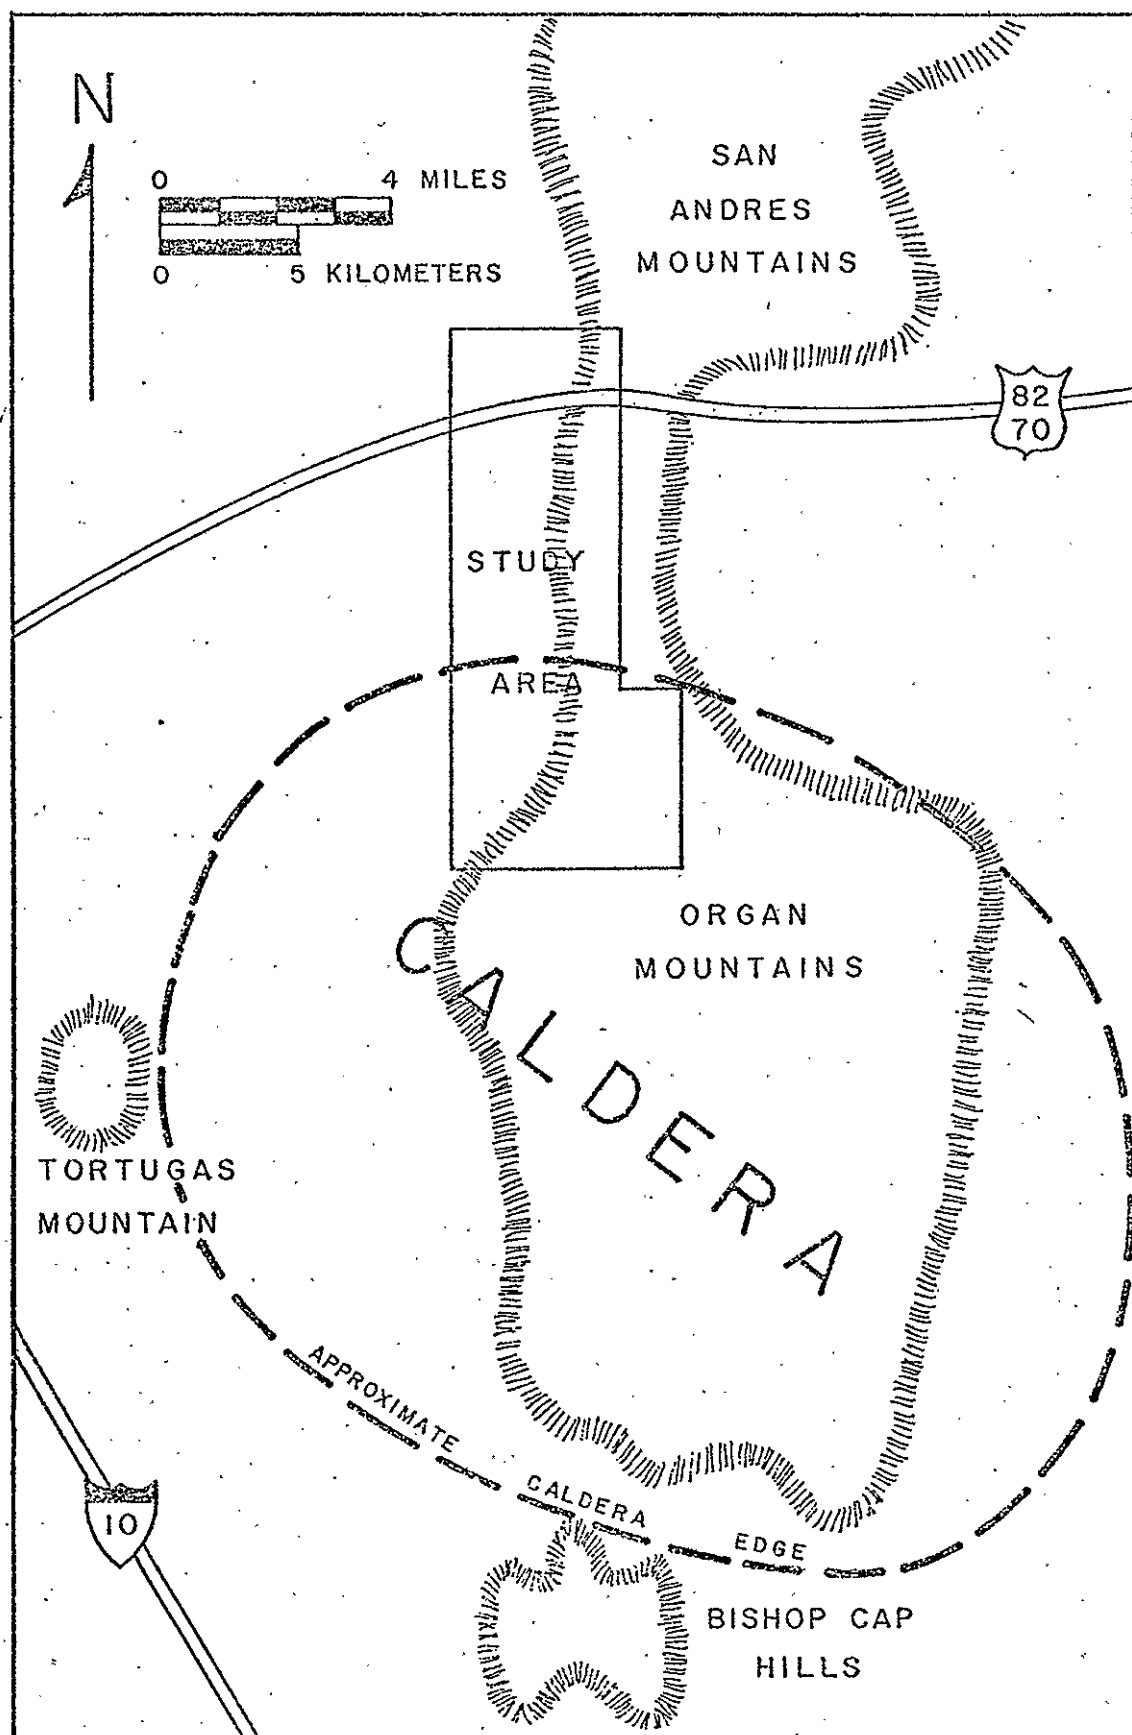 N
0 4 MILES
0 5 KILOMETERS
SAN
ANDRES
MOUNTAINS
82
70
STUDY
AREA
ORGAN
MOUNTAINS
CALDERA
TORTUGAS
MOUNTAIN
APPROXIMATE CALDERA EDGE
10
BISHOP CAP
HILLS